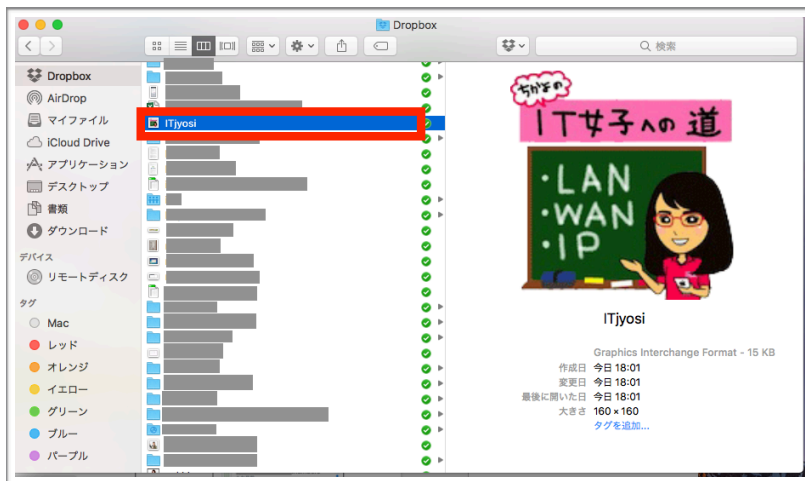 Dropbox
検索
Dropbox
AirDrop
マイファイル
iCloud Drive
アプリケーション
デスクトップ
書類
ダウンロード
デバイス
リモートディスク
タグ
Mac
レッド
オレンジ
イエロー
グリーン
ブルー
パープル
ITjyosi
ちかよの
IT女子への道
・LAN
・WAN
・IP
ITjyosi
Graphics Interchange Format - 15 KB
作成日 今日 18:01
変更日 今日 18:01
最後に開いた日 今日 18:01
大きさ 160×160
タグを追加...